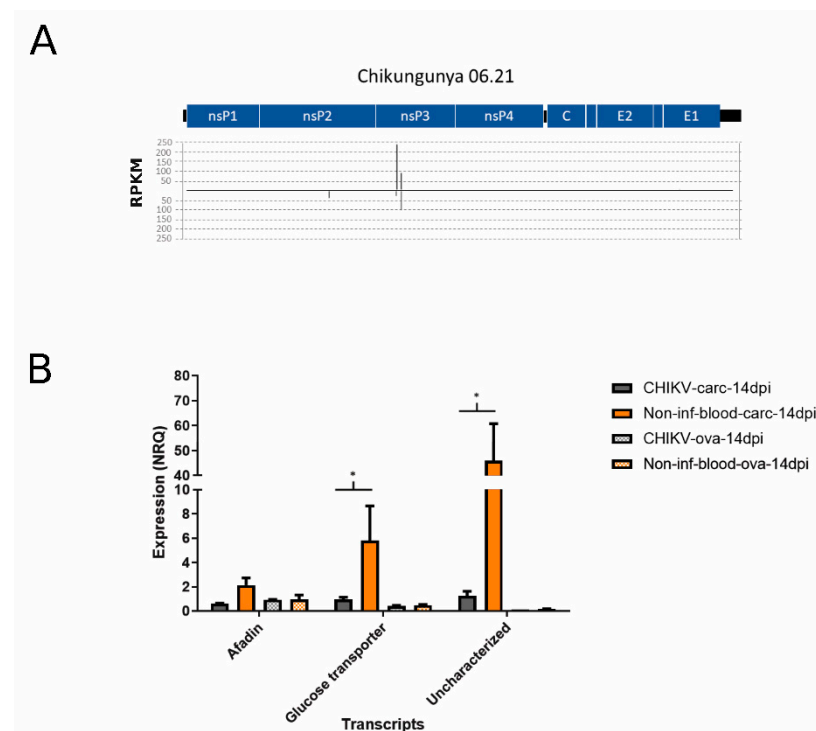 A
Chikungunya 06.21
nsP1 nsP2 nsP3 nsP4 C E2 E1
250
200
150
100
50
RPKM
50
100
150
200
250
B
80
70
60
50
40
10
8
6
4
2
0
Expression (NRQ)
* *
CHIKV-carc-14dpi
Non-inf-blood-carc-14dpi
CHIKV-ova-14dpi
Non-inf-blood-ova-14dpi
Afadin
Glucose transporter
Uncharacterized
Transcripts